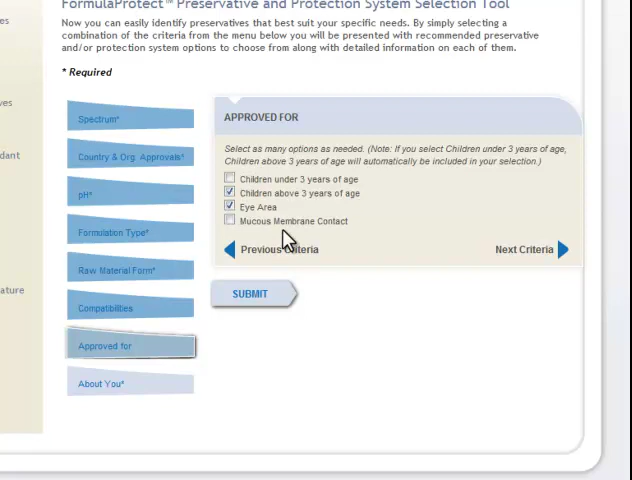 FormulaProtect™ Preservative and Protection System Selection Tool
Now you can easily identify preservatives that best suit your specific needs. By simply selecting a
combination of the criteria from the menu below you will be presented with recommended preservative
and/or protection system options to choose from along with detailed information on each of them.
* Required
es
ves
dant
ature
Spectrum*
Country & Org. Approvals*
pH*
Formulation Type*
Raw Material Form*
Compatibilities
Approved for
About You*
APPROVED FOR
Select as many options as needed. (Note: If you select Children under 3 years of age,
Children above 3 years of age will automatically be included in your selection.)
Children under 3 years of age
Children above 3 years of age
Eye Area
Mucous Membrane Contact
Previous Criteria
Next Criteria
SUBMIT